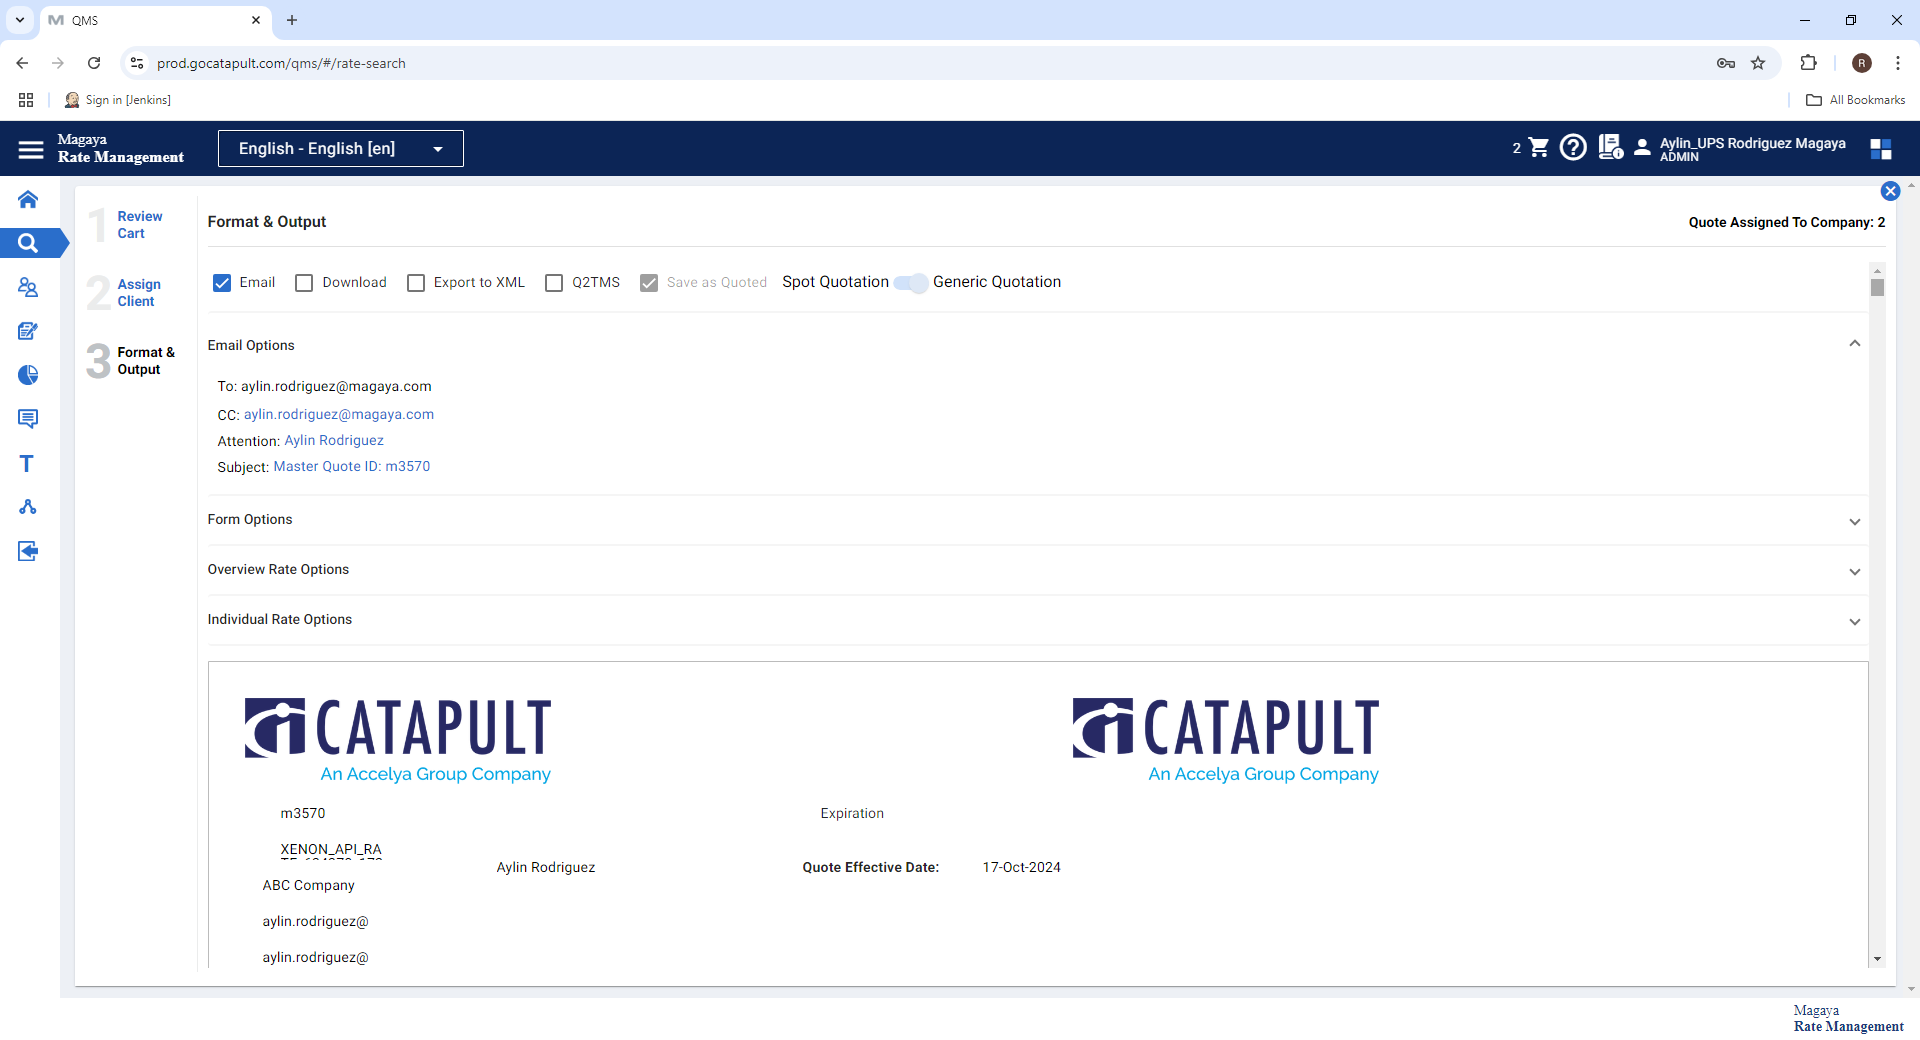 QMS
prod.gocatapult.com/qms/#/rate-search
R
Sign in [Jenkins]
All Bookmarks
Magaya
Rate Management
English - English [en]
2
Aylin_UPS Rodriguez Magaya
ADMIN
1 Review
Cart
2 Assign
Client
3 Format &
Output
Format & Output
Quote Assigned To Company: 2
Email
Download
Export to XML
Q2TMS
Save as Quoted
Spot Quotation
Generic Quotation
Email Options
To: aylin.rodriguez@magaya.com
CC: aylin.rodriguez@magaya.com
Attention: Aylin Rodriguez
Subject: Master Quote ID: m3570
Form Options
Overview Rate Options
Individual Rate Options
CATAPULT
An Accelya Group Company
CATAPULT
An Accelya Group Company
m3570
Expiration
XENON_API_RA
Aylin Rodriguez
Quote Effective Date:
17-Oct-2024
ABC Company
aylin.rodriguez@
aylin.rodriguez@
T
Magaya
Rate Management